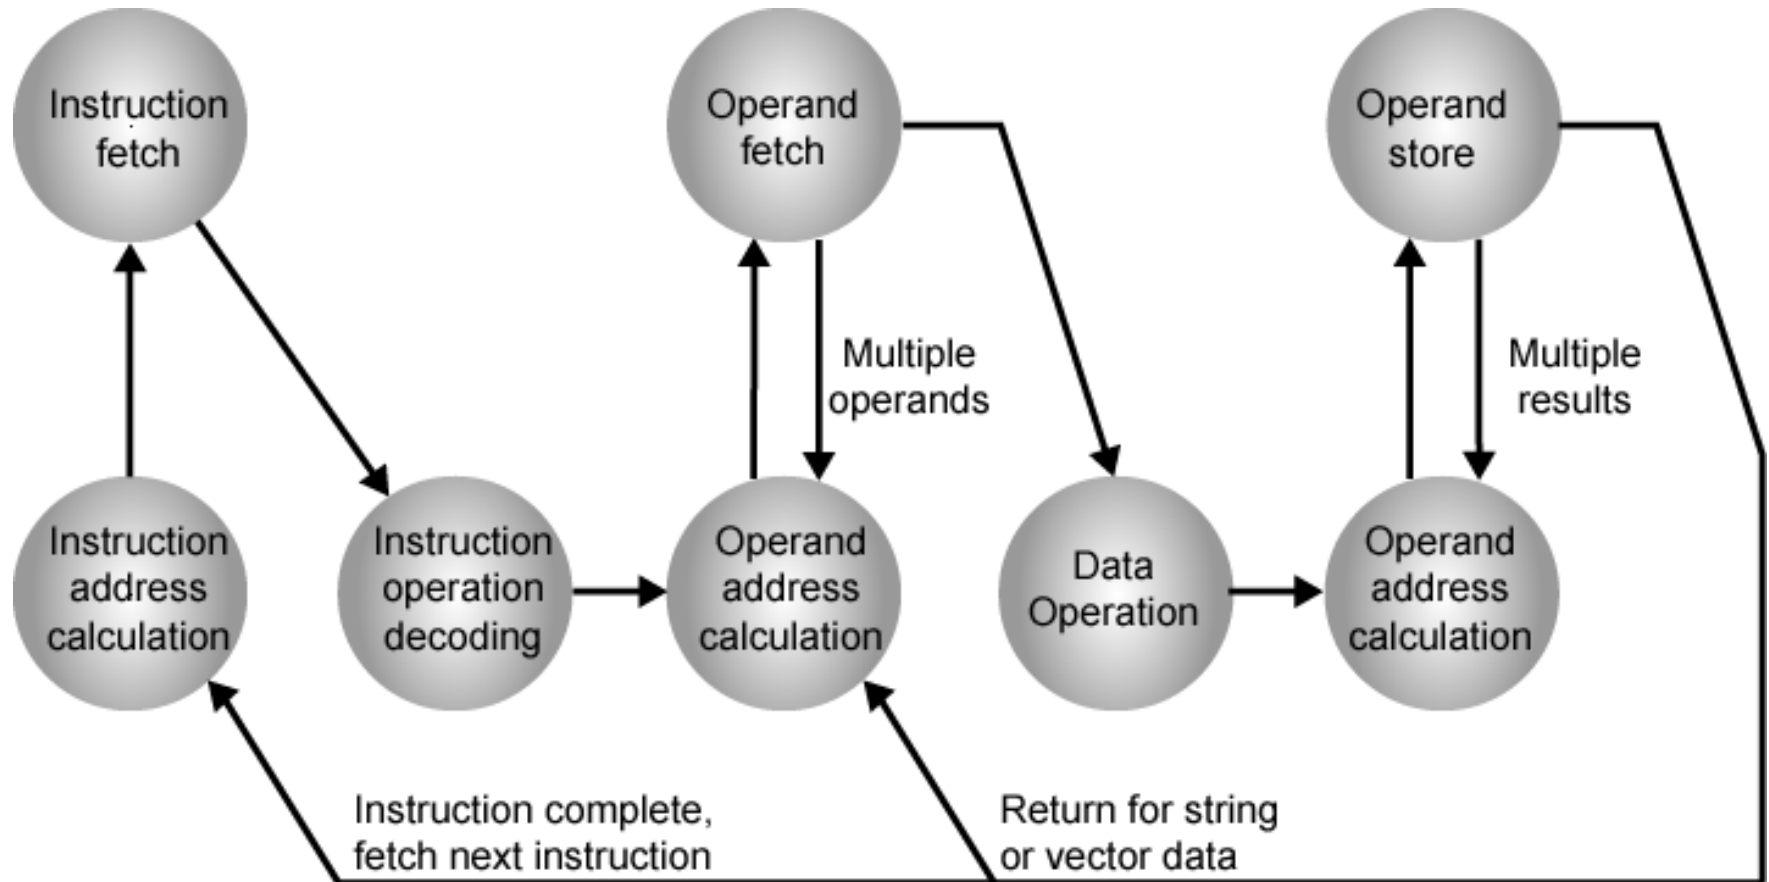 Instruction
fetch
Operand
fetch
Operand
store
Multiple
operands
Multiple
results
Instruction
address
calculation
Instruction
operation
decoding
Operand
address
calculation
Data
Operation
Operand
address
calculation
Instruction complete,
fetch next instruction
Return for string
or vector data